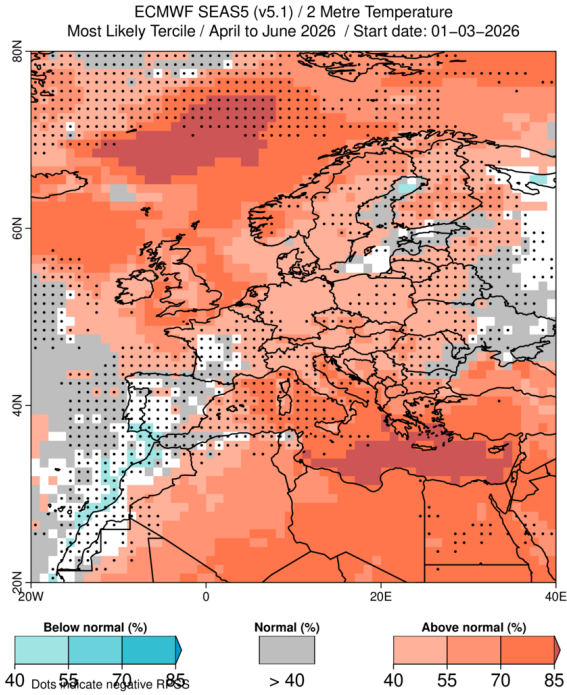 ECMWF SEAS5 (v5.1) / 2 Metre Temperature
Most Likely Tercile / April to June 2026 / Start date: 01−03−2026
80N
60N
40N
20N
20W 0 20E 40E
Below normal (%) Normal (%) Above normal (%)
40 55 70 85 > 40 40 55 70 85
Dots indicate negative RPSS